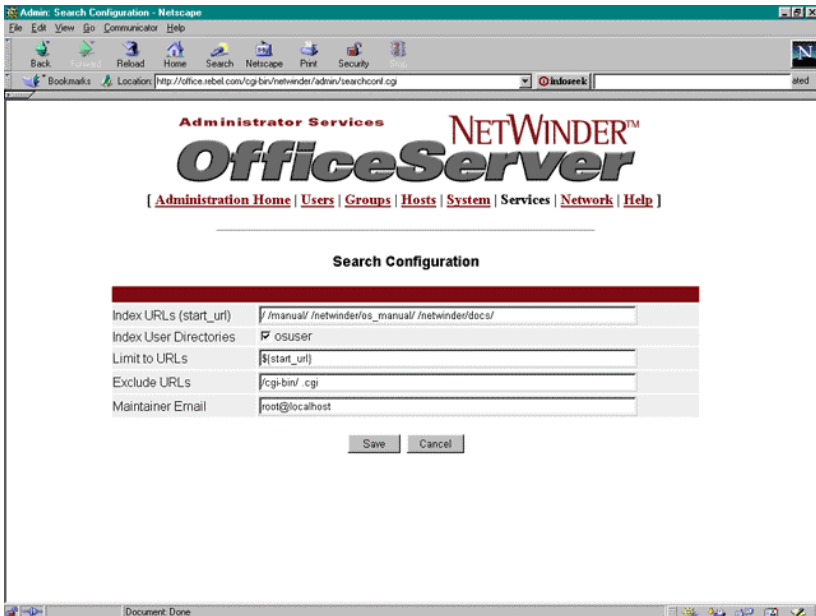 Admin: Search Configuration - Netscape
File Edit View Go Communicator Help
Back Forward Reload Home Search Netscape Print Security Stop
Bookmarks Location: http://office.rebel.com/cgi-bin/netwinder/admin/searchconf.cgi infoseek ated
Administrator Services NETWINDER™
OfficeServer
[ Administration Home | Users | Groups | Hosts | System | Services | Network | Help ]
Search Configuration
Index URLs (start_url) / /manual/ /netwinder/os_manual/ /netwinder/docs/
Index User Directories osuser
Limit to URLs ${start_url}
Exclude URLs /cgi-bin/ .cgi
Maintainer Email root@localhost
Save Cancel
Document: Done